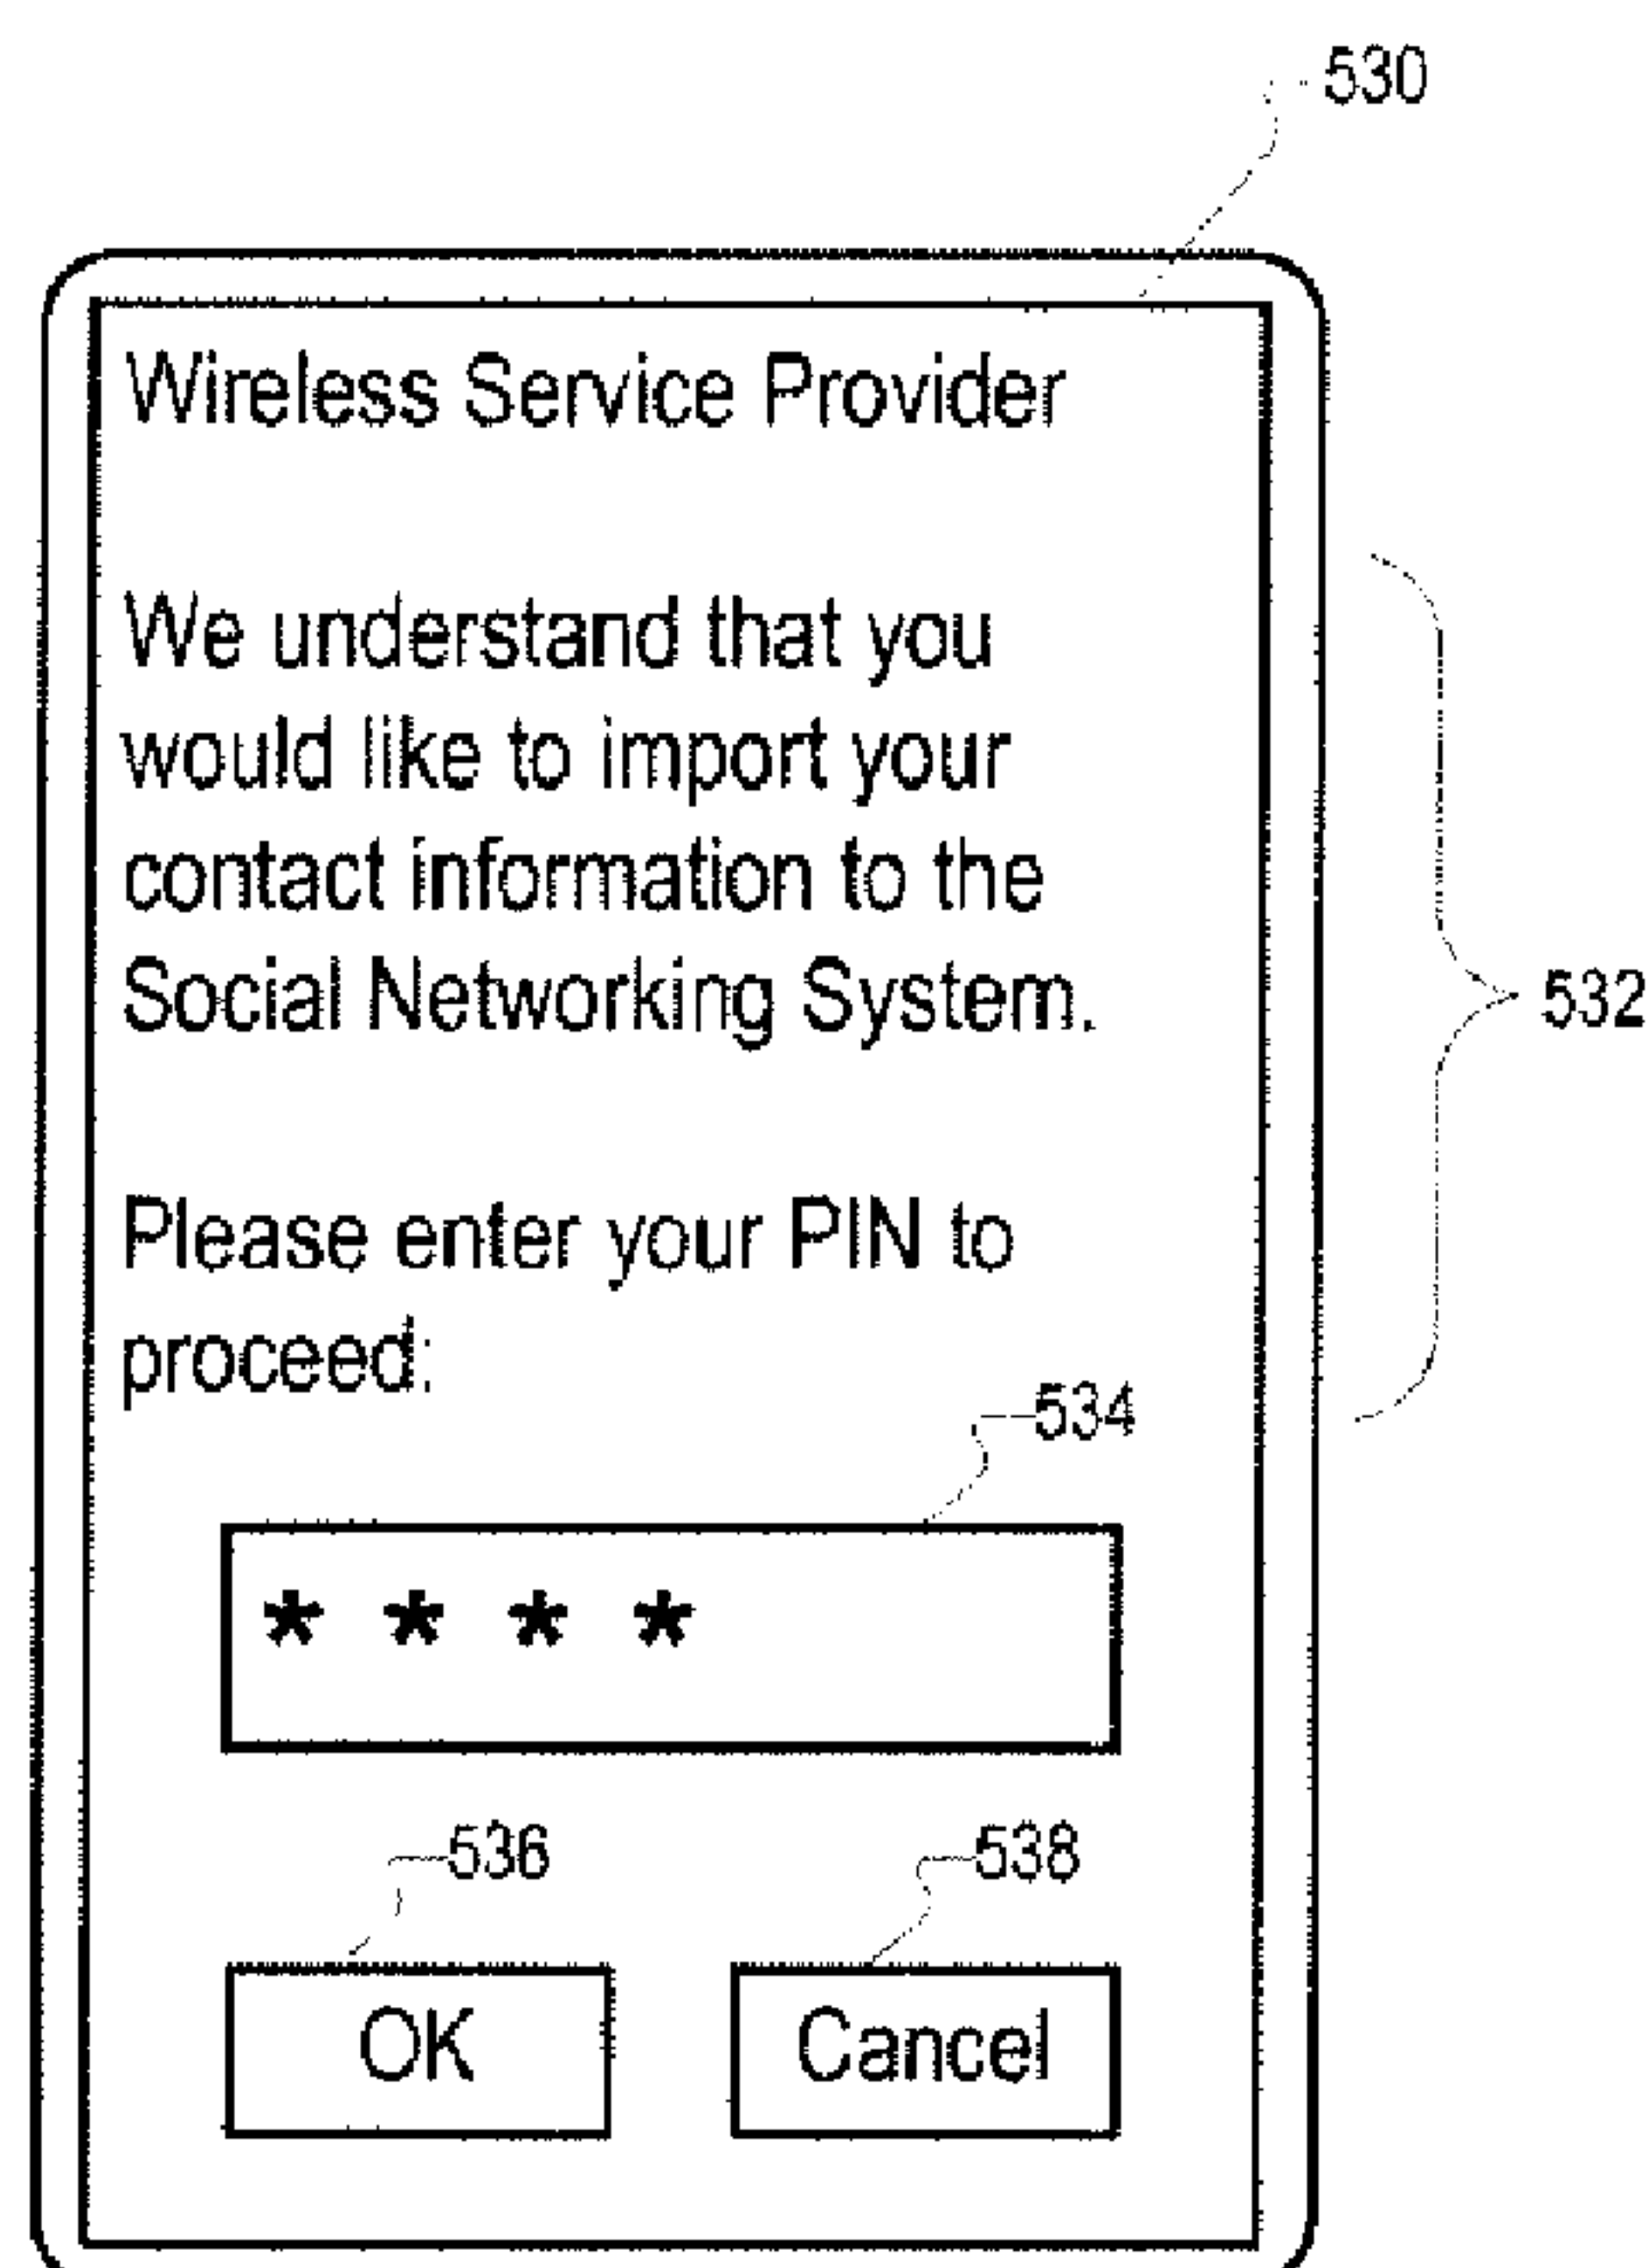 530
Wireless Service Provider
We understand that you
would like to import your
contact information to the
Social Networking System.
532
Please enter your PIN to
proceed:
534
* * * *
536
538
OK
Cancel